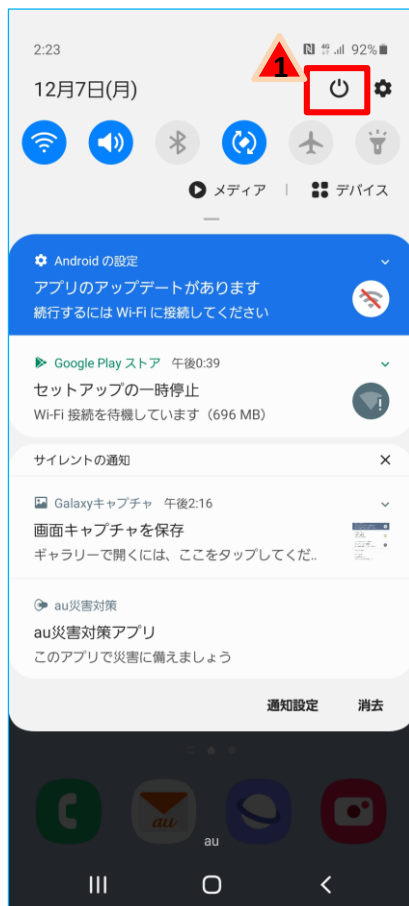 2:23
92%
1
12月7日(月)
メディア | デバイス
Android の設定
アプリのアップデートがあります
続行するには Wi-Fi に接続してください
Google Play ストア 午後0:39
セットアップの一時停止
Wi-Fi 接続を待機しています（696 MB）
サイレントの通知
Galaxyキャプチャ 午後2:16
画面キャプチャを保存
ギャラリーで開くには、ここをタップしてくだ..
au災害対策
au災害対策アプリ
このアプリで災害に備えましょう
通知設定 消去
au
au